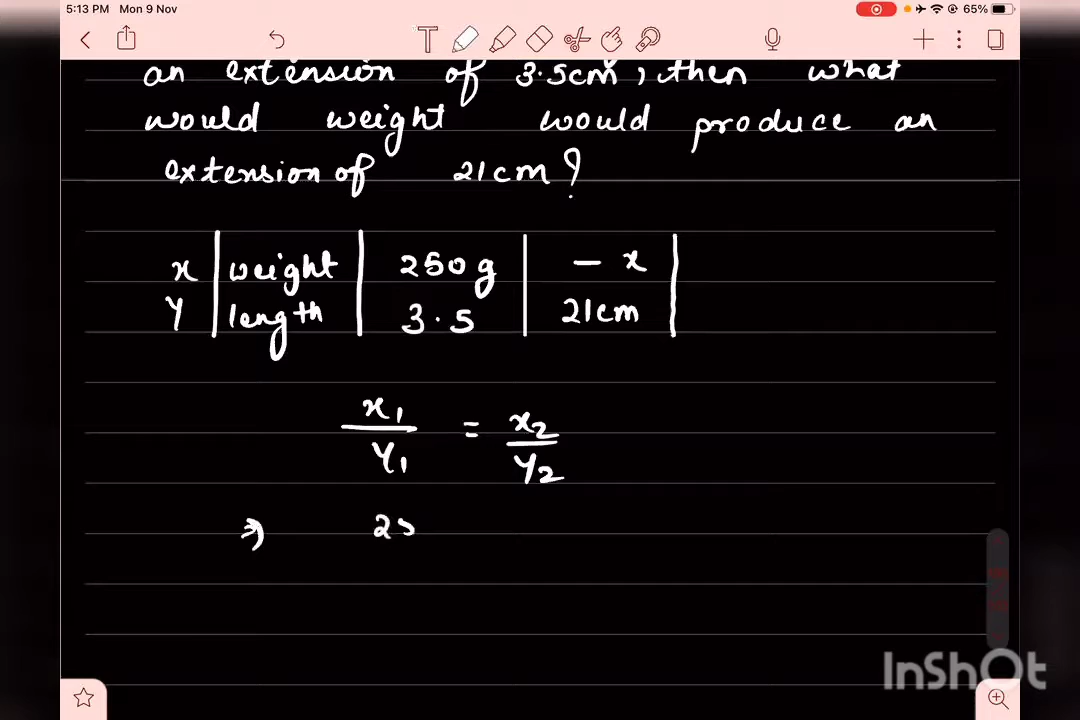 5:13 PM Mon 9 Nov 65%
an extension of 3.5cm, then what
would weight would produce an
extension of 21cm?
x weight 250g - x
Y length 3.5 21cm
x1/Y1 = x2/Y2
⇒ 25
InShOt